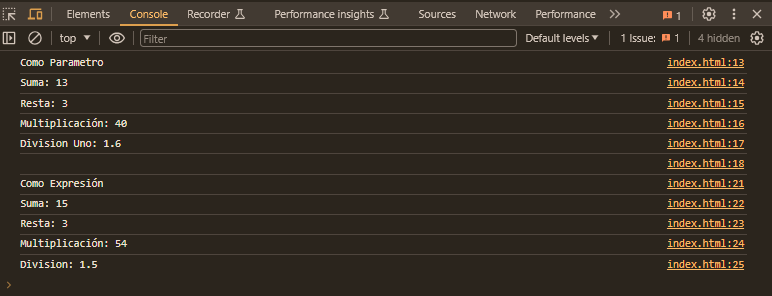 Elements Console Recorder Performance insights Sources Network Performance 1
top Filter Default levels 1 Issue: 1 4 hidden
Como Parametro index.html:13
Suma: 13 index.html:14
Resta: 3 index.html:15
Multiplicación: 40 index.html:16
Division Uno: 1.6 index.html:17
index.html:18
Como Expresión index.html:21
Suma: 15 index.html:22
Resta: 3 index.html:23
Multiplicación: 54 index.html:24
Division: 1.5 index.html:25